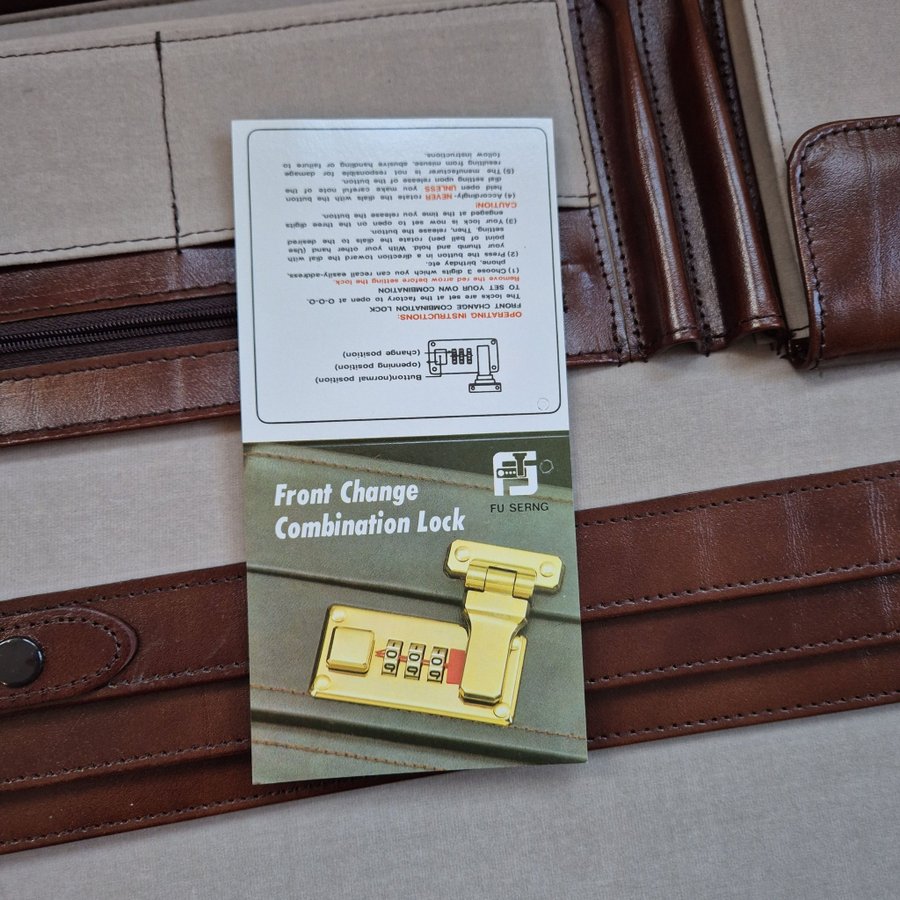 Front Change
Combination Lock
FU SERNG
Button(normal position)
(openning position)
(change position)
OPERATING INSTRUCTIONS:
FRONT CHANGE COMBINATION LOCK
The locks are set at the factory to open at 0-0-0.
TO SET YOUR OWN COMBINATION
Remove the red arrow before setting the lock.
(1) Choose 3 digits which you can recall easily-address,
phone, birthday etc.
(2) Press the button in a direction toward the dial with
your thumb and hold. With your other hand (Use
point of ball pen) rotate the dials to the desired
setting. Then, release the button.
(3) Your lock is now set to open on the three digits
engaged at the time you release the button.
CAUTION!
(4) Accordingly- NEVER rotate the dials with the button
held open UNLESS you make careful note of the
dial setting upon release of the button.
(5) The manufacturer is not responsible for damage
resulting from misuse, abusive handling or failure to
follow instructions.